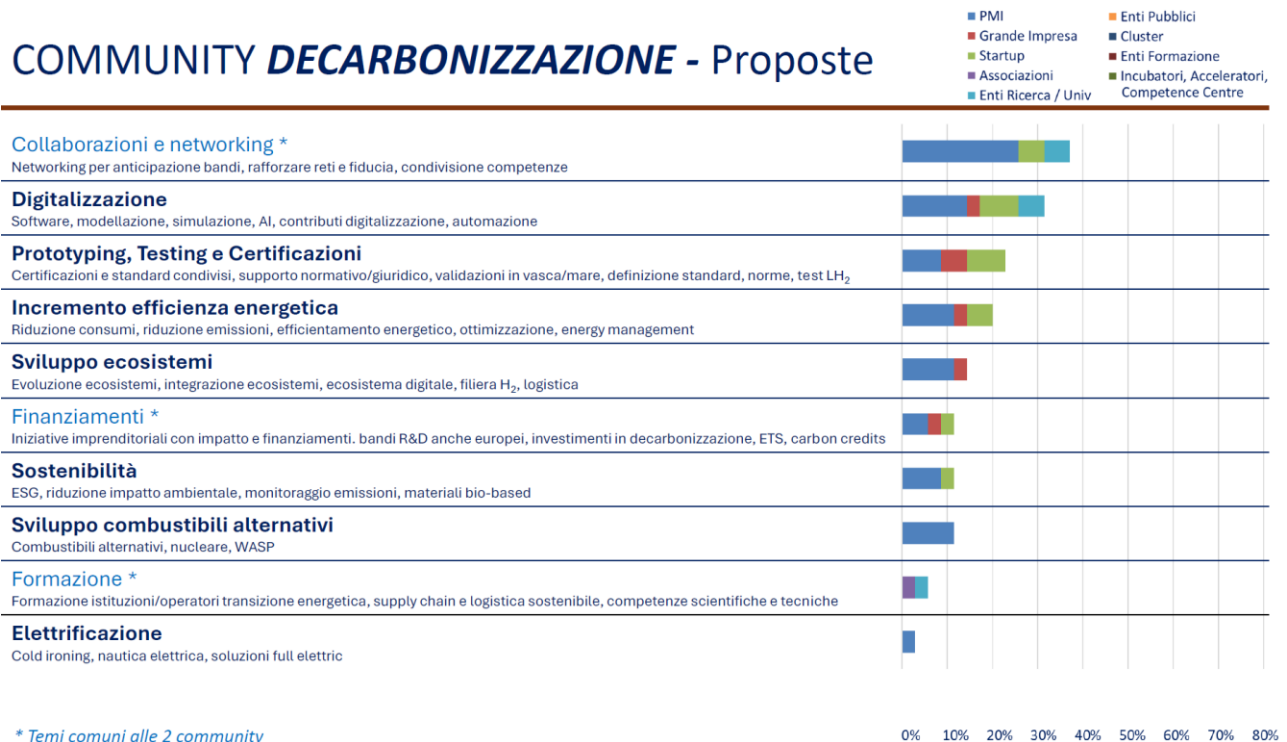 COMMUNITY DECARBONIZZAZIONE - Proposte
PMI
Grande Impresa
Startup
Associazioni
Enti Ricerca / Univ
Enti Pubblici
Cluster
Enti Formazione
Incubatori, Acceleratori,
Competence Centre
Collaborazioni e networking *
Networking per anticipazione bandi, rafforzare reti e fiducia, condivisione competenze
Digitalizzazione
Software, modellazione, simulazione, AI, contributi digitalizzazione, automazione
Prototyping, Testing e Certificazioni
Certificazioni e standard condivisi, supporto normativo/giuridico, validazioni in vasca/mare, definizione standard, norme, test LH₂
Incremento efficienza energetica
Riduzione consumi, riduzione emissioni, efficientamento energetico, ottimizzazione, energy management
Sviluppo ecosistemi
Evoluzione ecosistemi, integrazione ecosistemi, ecosistema digitale, filiera H₂, logistica
Finanziamenti *
Iniziative imprenditoriali con impatto e finanziamenti. bandi R&D anche europei, investimenti in decarbonizzazione, ETS, carbon credits
Sostenibilità
ESG, riduzione impatto ambientale, monitoraggio emissioni, materiali bio-based
Sviluppo combustibili alternativi
Combustibili alternativi, nucleare, WASP
Formazione *
Formazione istituzioni/operatori transizione energetica, supply chain e logistica sostenibile, competenze scientifiche e tecniche
Elettrificazione
Cold ironing, nautica elettrica, soluzioni full elettric
* Temi comuni alle 2 community
0% 10% 20% 30% 40% 50% 60% 70% 80%